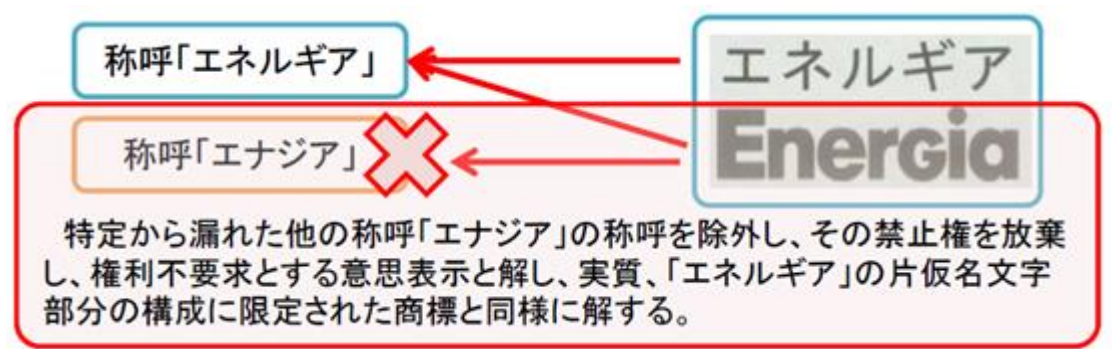 称呼「エネルギア」
エネルギア
Energia
称呼「エナジア」
特定から漏れた他の称呼「エナジア」の称呼を除外し、その禁止権を放棄
し、権利不要求とする意思表示と解し、実質、「エネルギア」の片仮名文字
部分の構成に限定された商標と同様に解する。